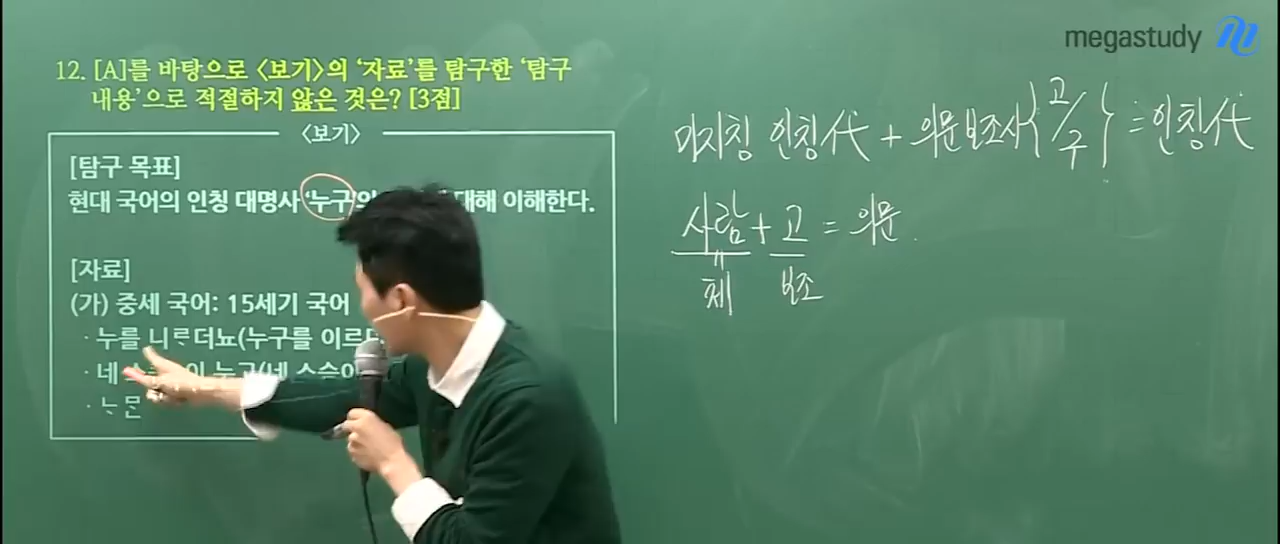 megastudy
12. [A]를 바탕으로 〈보기〉의 '자료'를 탐구한 '탐구
내용'으로 적절하지 않은 것은? [3점]
〈보기〉
[탐구 목표]
현대 국어의 인칭 대명사 '누구'의 대해 이해한다.
[자료]
(가) 중세 국어: 15세기 국어
· 누를 니르더뇨(누구를 이르
· 네 누구(네 스승이
미지칭 인칭代 + 의문보조사{고/구} = 인칭代
사람 + 고 = 의문.
체 보조